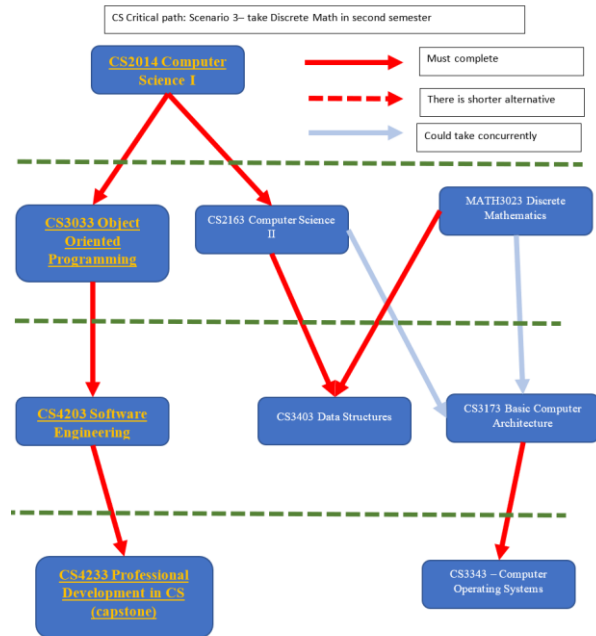 CS Critical path: Scenario 3– take Discrete Math in second semester
CS2014 Computer
Science I
Must complete
There is shorter alternative
Could take concurrently
CS3033 Object
Oriented
Programming
CS2163 Computer Science
II
MATH3023 Discrete
Mathematics
CS4203 Software
Engineering
CS3403 Data Structures
CS3173 Basic Computer
Architecture
CS4233 Professional
Development in CS
(capstone)
CS3343 – Computer
Operating Systems